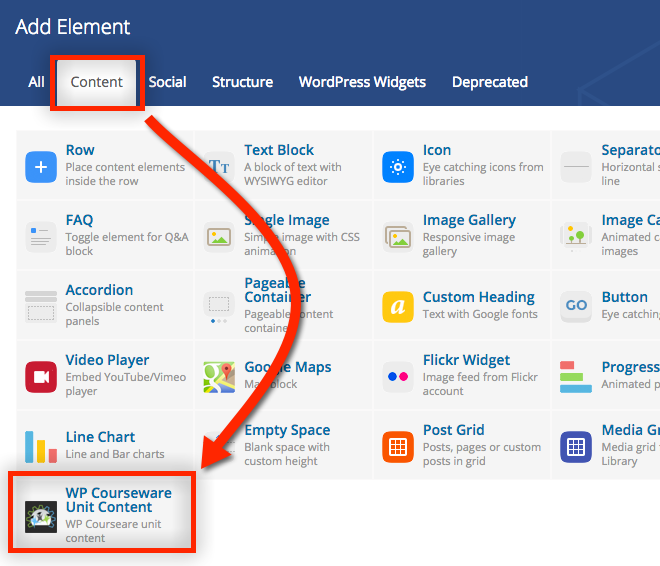 Add Element
All Content Social Structure WordPress Widgets Deprecated
Row
Place content elements
inside the row
Text Block
A block of text with
WYSIWYG editor
Icon
Eye catching icons from
libraries
Separato
Horizontal s
line
FAQ
Toggle element for Q&A
block
Single Image
Simple image with CSS
animation
Image Gallery
Responsive image
gallery
Image Ca
Animated ca
images
Accordion
Collapsible content
panels
Pageable
Container
Pageable content
container
Custom Heading
Text with Google fonts
GO
Button
Eye catching
Video Player
Embed YouTube/Vimeo
player
Google Maps
Map block
Flickr Widget
Image feed from Flickr
account
Progress
Animated p
Line Chart
Line and Bar charts
Empty Space
Blank space with
custom height
Post Grid
Posts, pages or custom
posts in grid
Media Gr
Media grid
Library
WP Courseware
Unit Content
WP Courseare unit
content